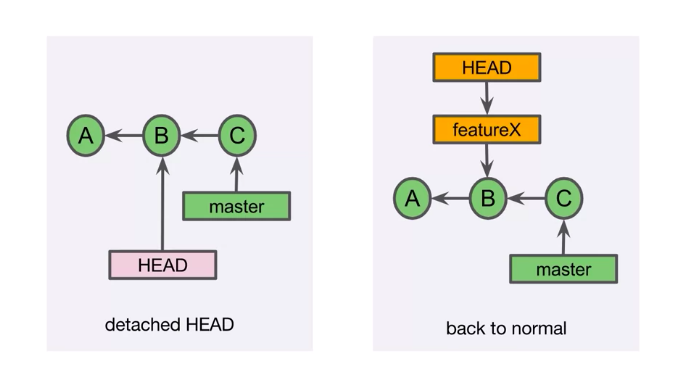 A
B
C
master
HEAD
detached HEAD
HEAD
featureX
A
B
C
master
back to normal